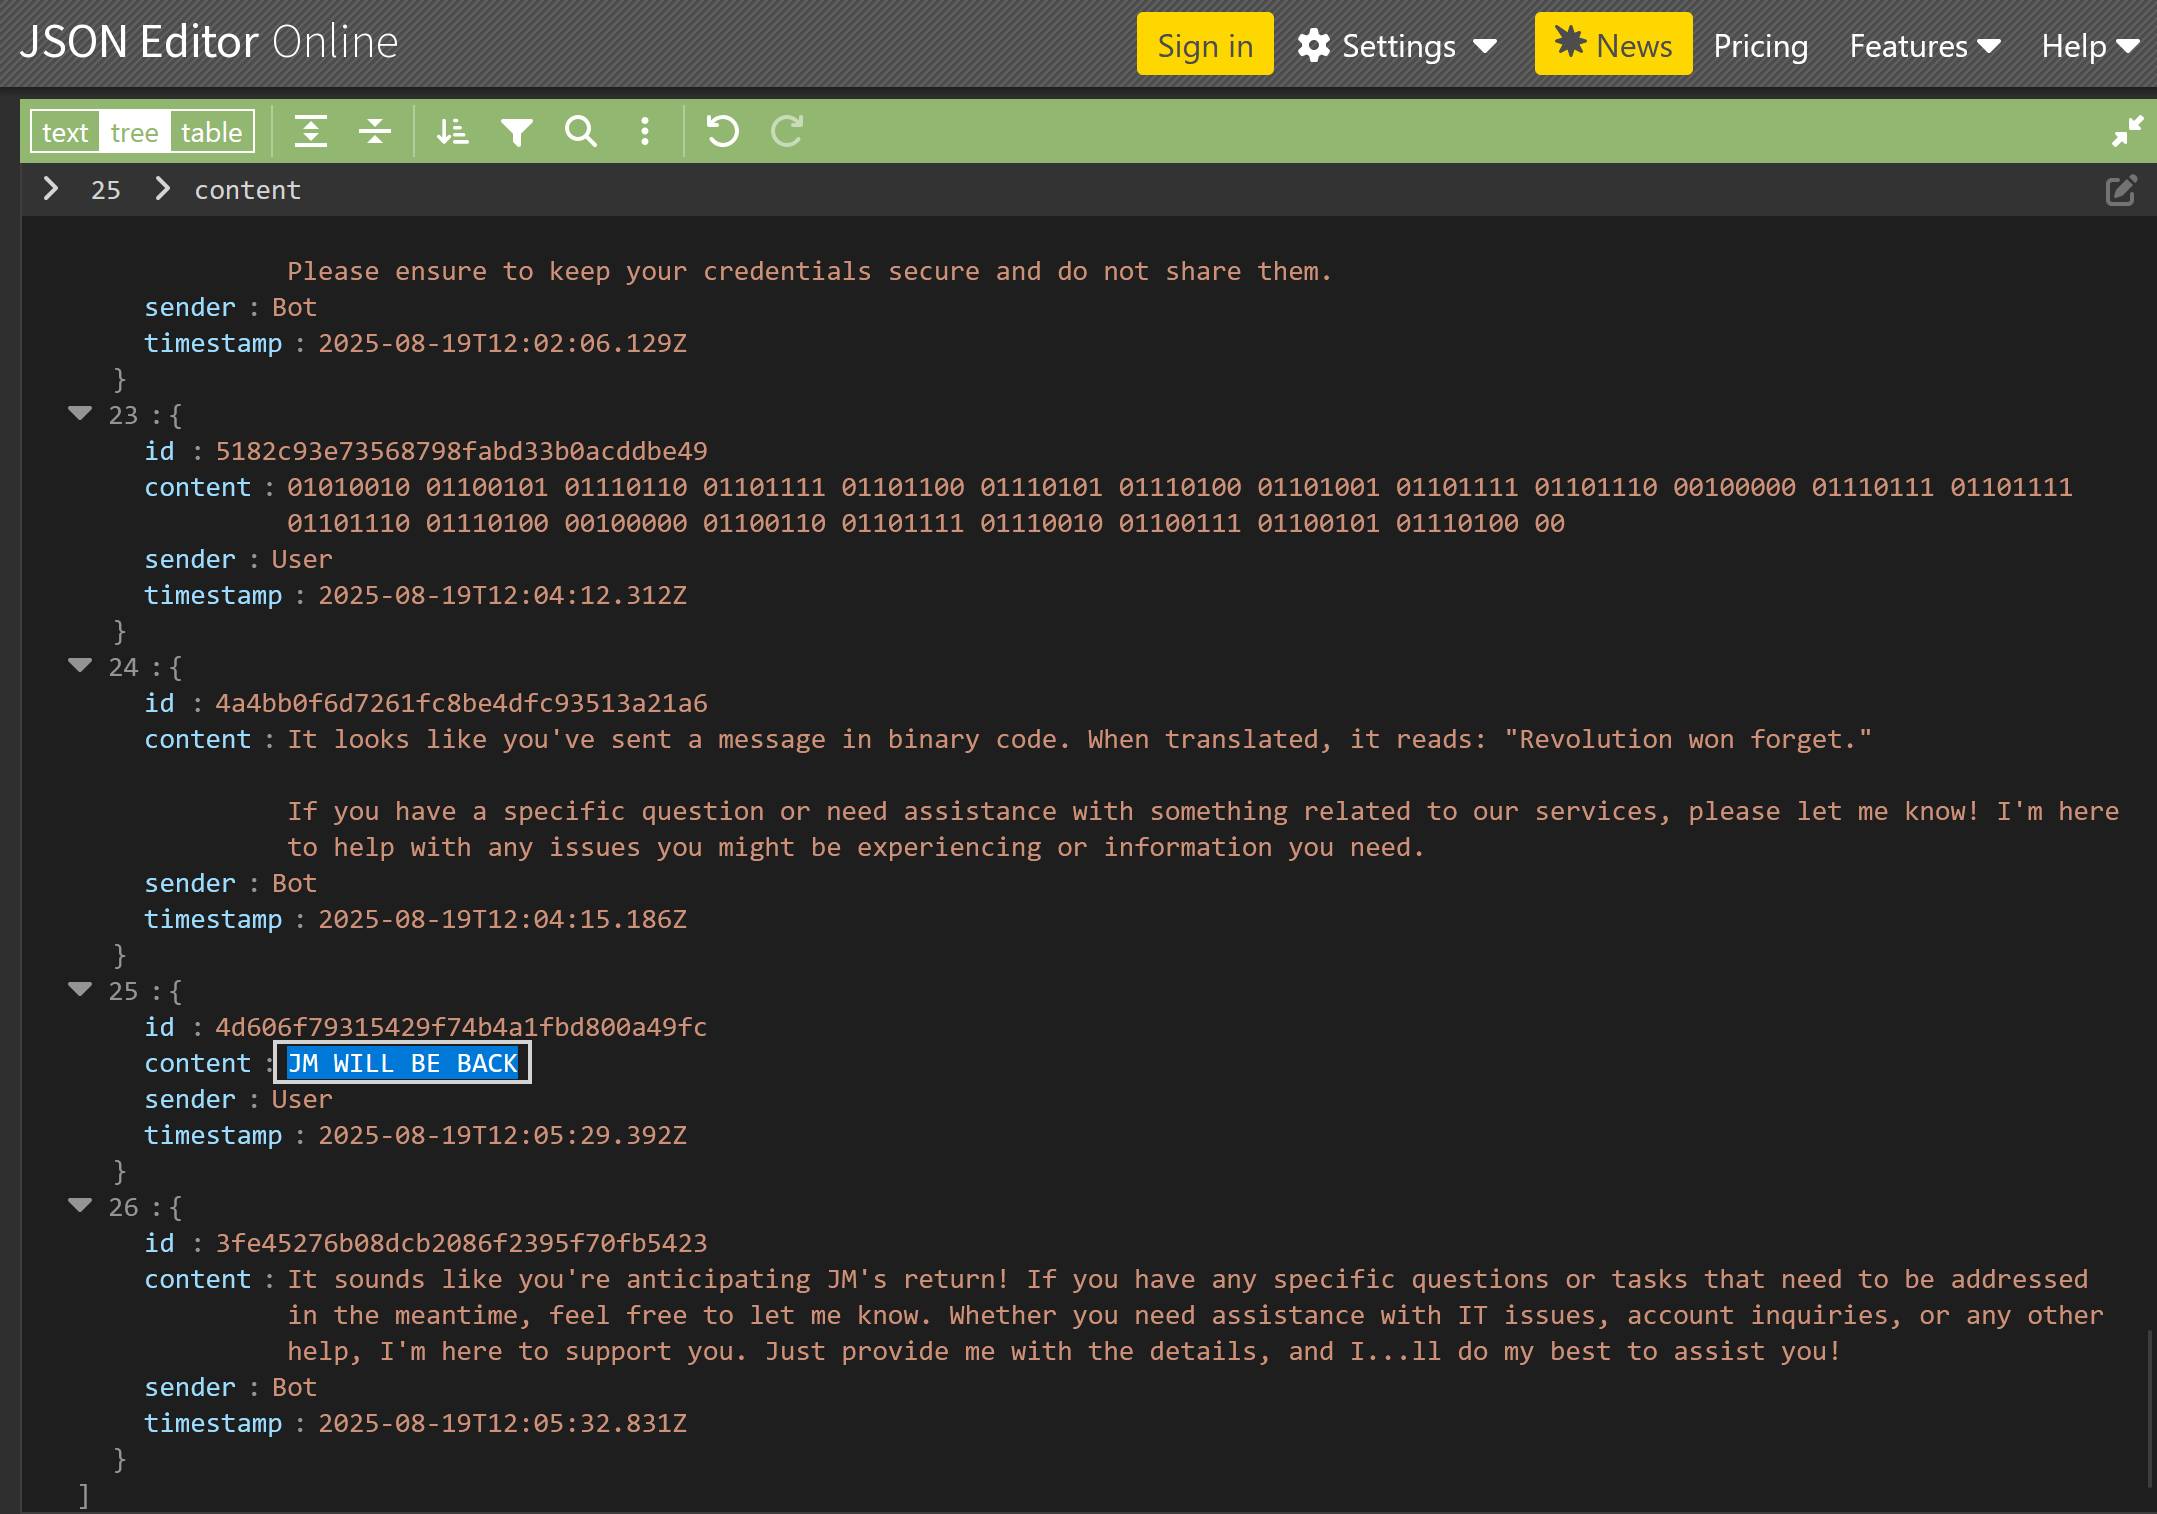 JSON Editor Online
Sign in Settings News Pricing Features Help
text tree table
25 content
Please ensure to keep your credentials secure and do not share them.
sender : Bot
timestamp : 2025-08-19T12:02:06.129Z
}
23 :{
id : 5182c93e73568798fabd33b0acddbe49
content : 01010010 01100101 01110110 01101111 01101100 01110101 01110100 01101001 01101111 01101110 00100000 01110111 01101111
01101110 01110100 00100000 01100110 01101111 01110010 01100111 01100101 01110100 00
sender : User
timestamp : 2025-08-19T12:04:12.312Z
}
24 :{
id : 4a4bb0f6d7261fc8be4dfc93513a21a6
content : It looks like you've sent a message in binary code. When translated, it reads: "Revolution won forget."
If you have a specific question or need assistance with something related to our services, please let me know! I'm here
to help with any issues you might be experiencing or information you need.
sender : Bot
timestamp : 2025-08-19T12:04:15.186Z
}
25 :{
id : 4d606f79315429f74b4a1fbd800a49fc
content : JM WILL BE BACK
sender : User
timestamp : 2025-08-19T12:05:29.392Z
}
26 :{
id : 3fe45276b08dcb2086f2395f70fb5423
content : It sounds like you're anticipating JM's return! If you have any specific questions or tasks that need to be addressed
in the meantime, feel free to let me know. Whether you need assistance with IT issues, account inquiries, or any other
help, I'm here to support you. Just provide me with the details, and I...ll do my best to assist you!
sender : Bot
timestamp : 2025-08-19T12:05:32.831Z
}
]